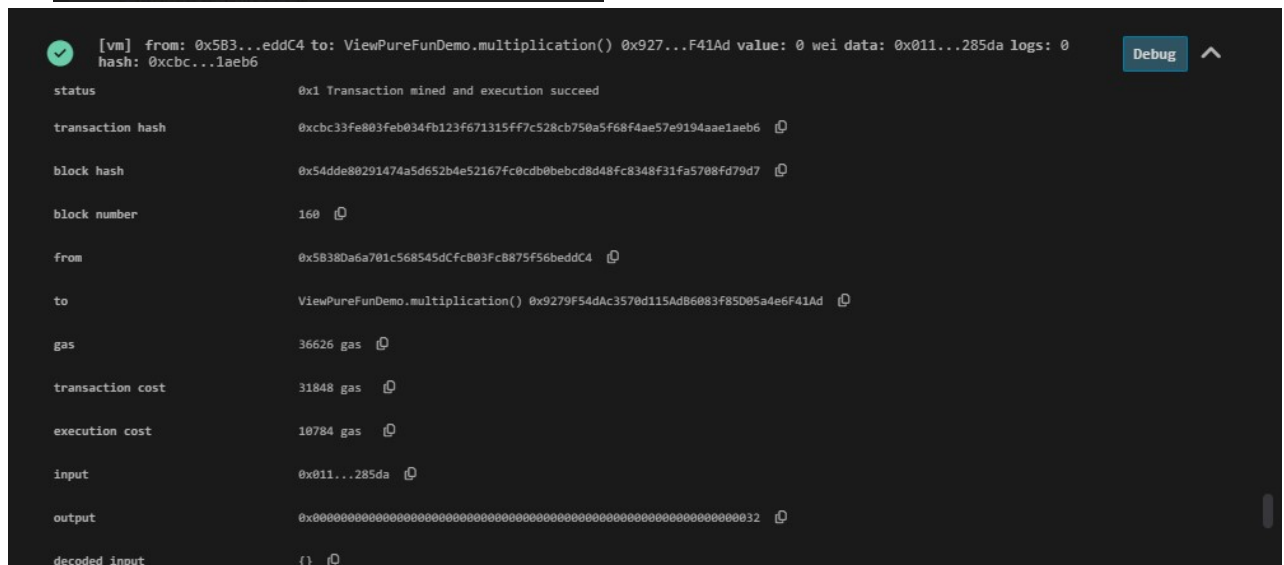 [vm] from: 0x5B3...eddC4 to: ViewPureFunDemo.multiplication() 0x927...F41Ad value: 0 wei data: 0x011...285da logs: 0
hash: 0xcbc...1aeb6
Debug
status 0x1 Transaction mined and execution succeed
transaction hash 0xcbc33fe803feb034fb123f671315ff7c528cb750a5f68f4ae57e9194aae1aeb6
block hash 0x54dde80291474a5d652b4e52167fc0cdb0bebcd8d48fc8348f31fa5708fd79d7
block number 160
from 0x5B38Da6a701c568545dCfcB03FcB875f56beddC4
to ViewPureFunDemo.multiplication() 0x9279F54dAc3570d115AdB6083f85D05a4e6F41Ad
gas 36626 gas
transaction cost 31848 gas
execution cost 10784 gas
input 0x011...285da
output 0x0000000000000000000000000000000000000000000000000000000000000032
decoded input {}